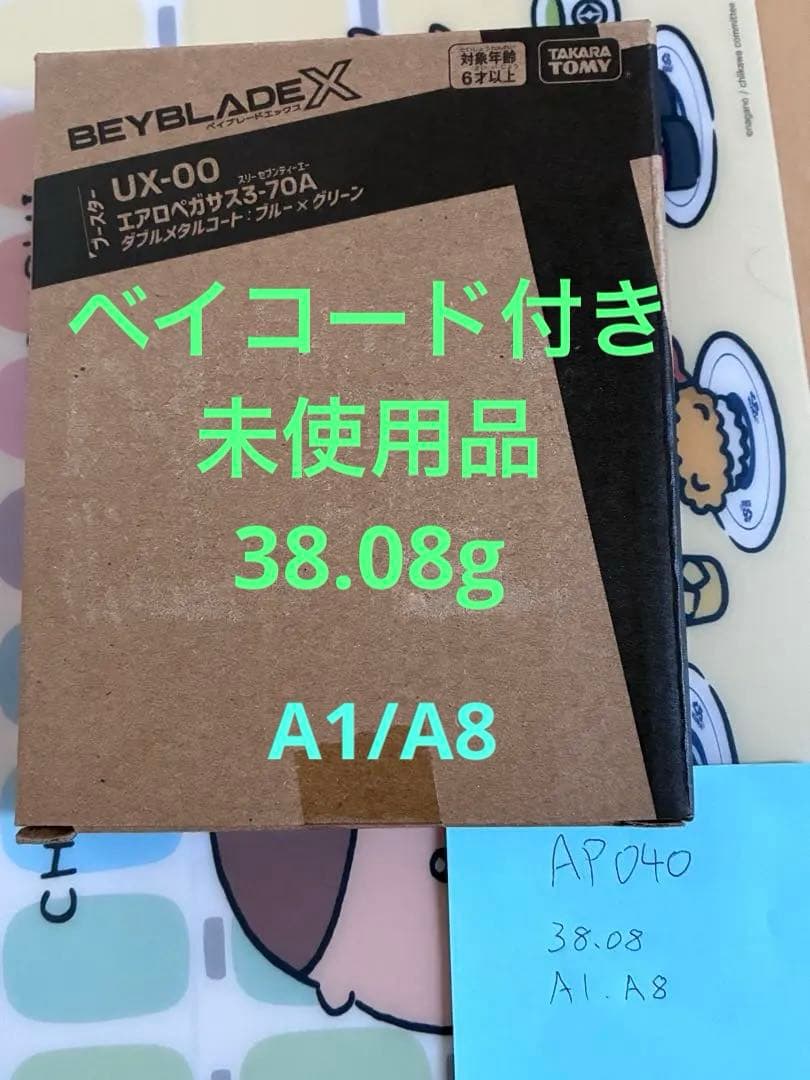 BEYBLADE X
ベイブレードエックス
対象年齢
6才以上
TAKARA
TOMY
ブースター
UX-00
スリーセブンティーエー
エアロペガサス3-70A
ダブルメタルコート:ブルー×グリーン
ベイコード付き
未使用品
38.08g
A1/A8
AP040
38.08
A1.A8
enagano / chiikawa committee
CH